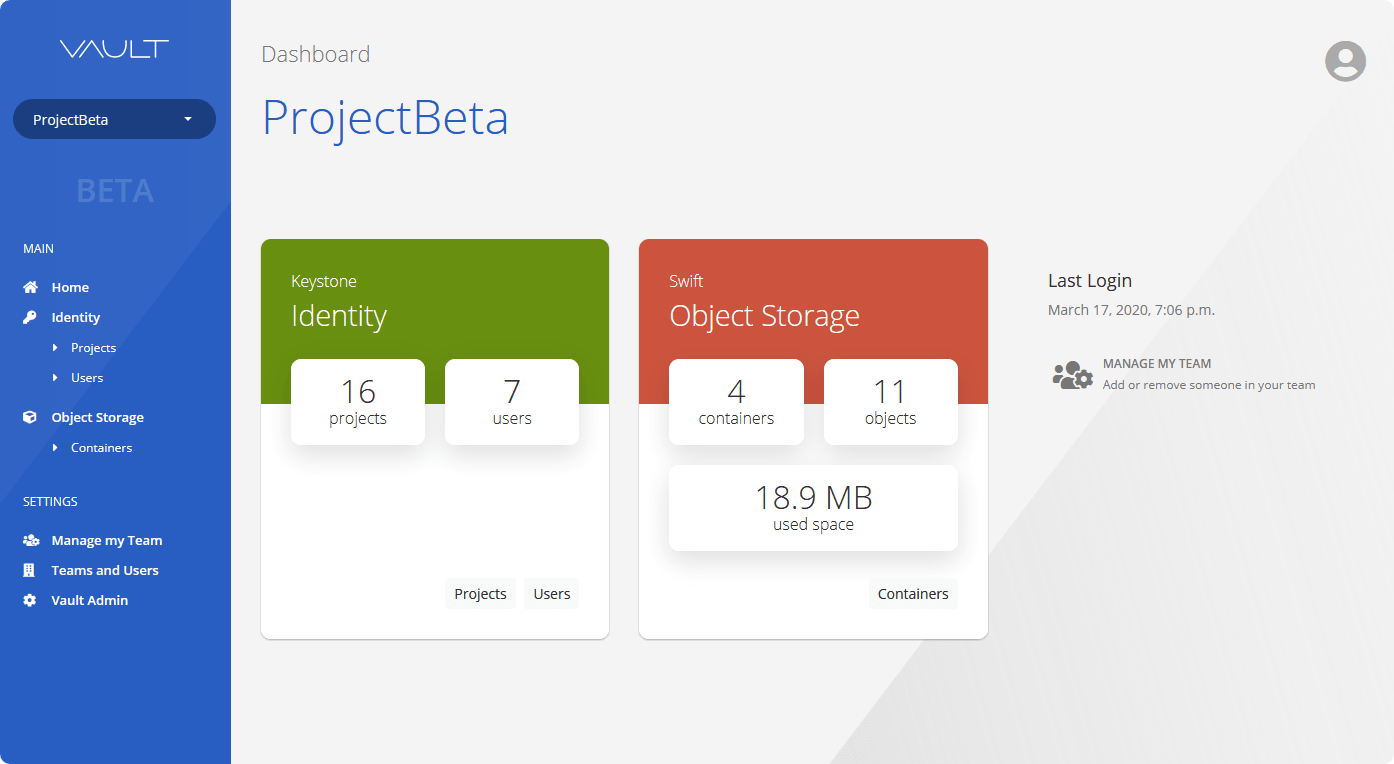 VAULT
ProjectBeta
BETA
MAIN
Home
Identity
Projects
Users
Object Storage
Containers
SETTINGS
Manage my Team
Teams and Users
Vault Admin
Dashboard
ProjectBeta
Keystone
Identity
16
projects
7
users
Projects
Users
Swift
Object Storage
4
containers
11
objects
18.9 MB
used space
Containers
Last Login
March 17, 2020, 7:06 p.m.
MANAGE MY TEAM
Add or remove someone in your team